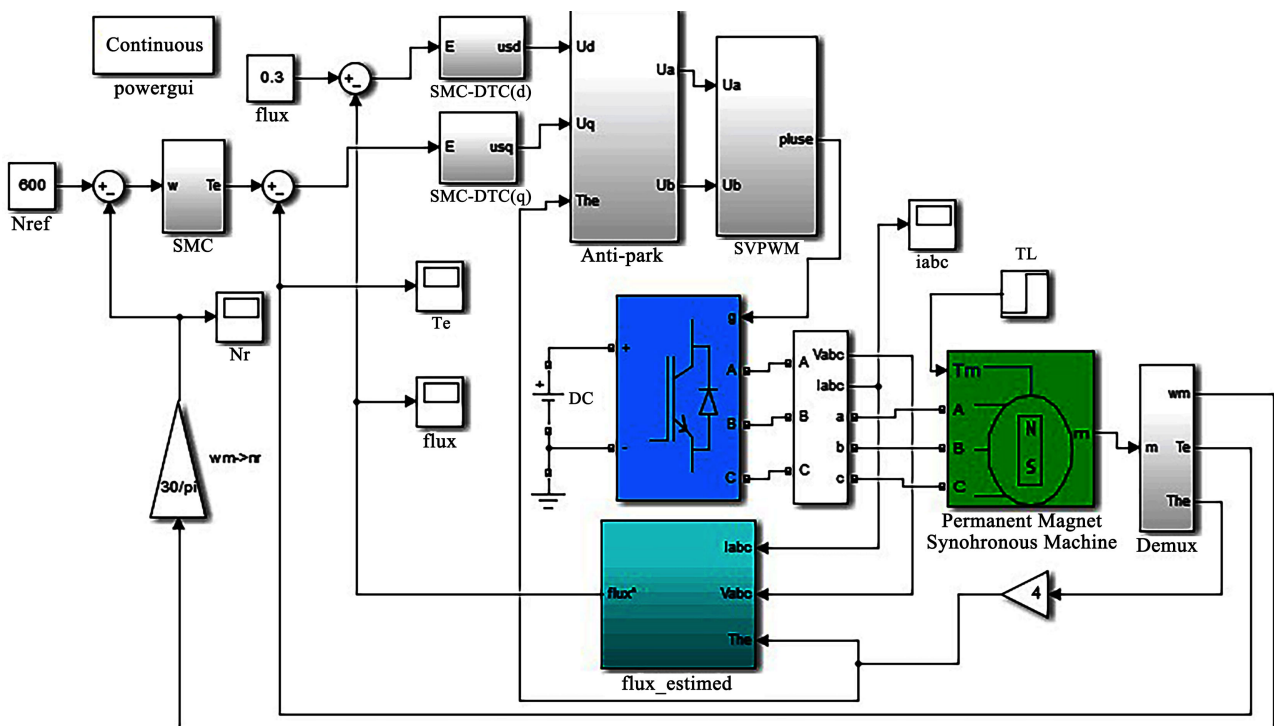 Continuous
powergui
0.3
flux
+
-
E
usd
SMC-DTC(d)
E
usq
SMC-DTC(q)
Ud
Uq
The
Ua
Ub
Anti-park
Ua
Ub
pluse
SVPWM
600
Nref
+
-
w
Te
SMC
+
-
iabc
TL
Te
Nr
flux
wm->nr
30/pi
DC
+
+
-
g
A
B
C
A
B
C
Vabc
Iabc
a
b
c
Tm
A
B
C
N
S
m
Permanent Magnet
Synohronous Machine
m
wm
Te
The
Demux
Iabc
Vabc
The
flux*
flux_estimed
4